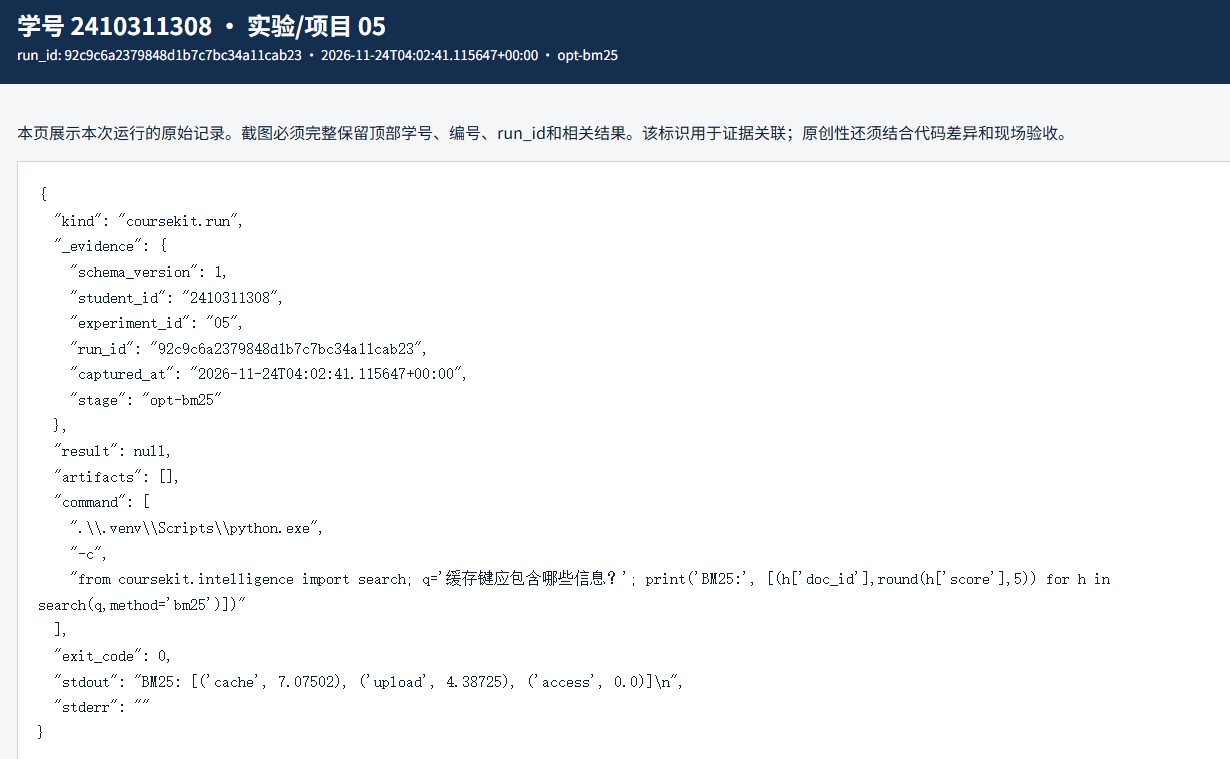 学号 2410311308 • 实验/项目 05
run_id: 92c9c6a2379848d1b7c7bc34a11cab23 • 2026-11-24T04:02:41.115647+00:00 • opt-bm25
本页展示本次运行的原始记录。截图必须完整保留顶部学号、编号、run_id和相关结果。该标识用于证据关联；原创性还须结合代码差异和现场验收。
{
  "kind": "coursekit.run",
  "_evidence": {
    "schema_version": 1,
    "student_id": "2410311308",
    "experiment_id": "05",
    "run_id": "92c9c6a2379848d1b7c7bc34a11cab23",
    "captured_at": "2026-11-24T04:02:41.115647+00:00",
    "stage": "opt-bm25"
  },
  "result": null,
  "artifacts": [],
  "command": [
    ".\\.venv\\Scripts\\python.exe",
    "-c",
    "from coursekit.intelligence import search; q='缓存键应包含哪些信息？'; print('BM25:', [(h['doc_id'],round(h['score'],5)) for h in
search(q,method='bm25')])"
  ],
  "exit_code": 0,
  "stdout": "BM25: [('cache', 7.07502), ('upload', 4.38725), ('access', 0.0)]\n",
  "stderr": ""
}